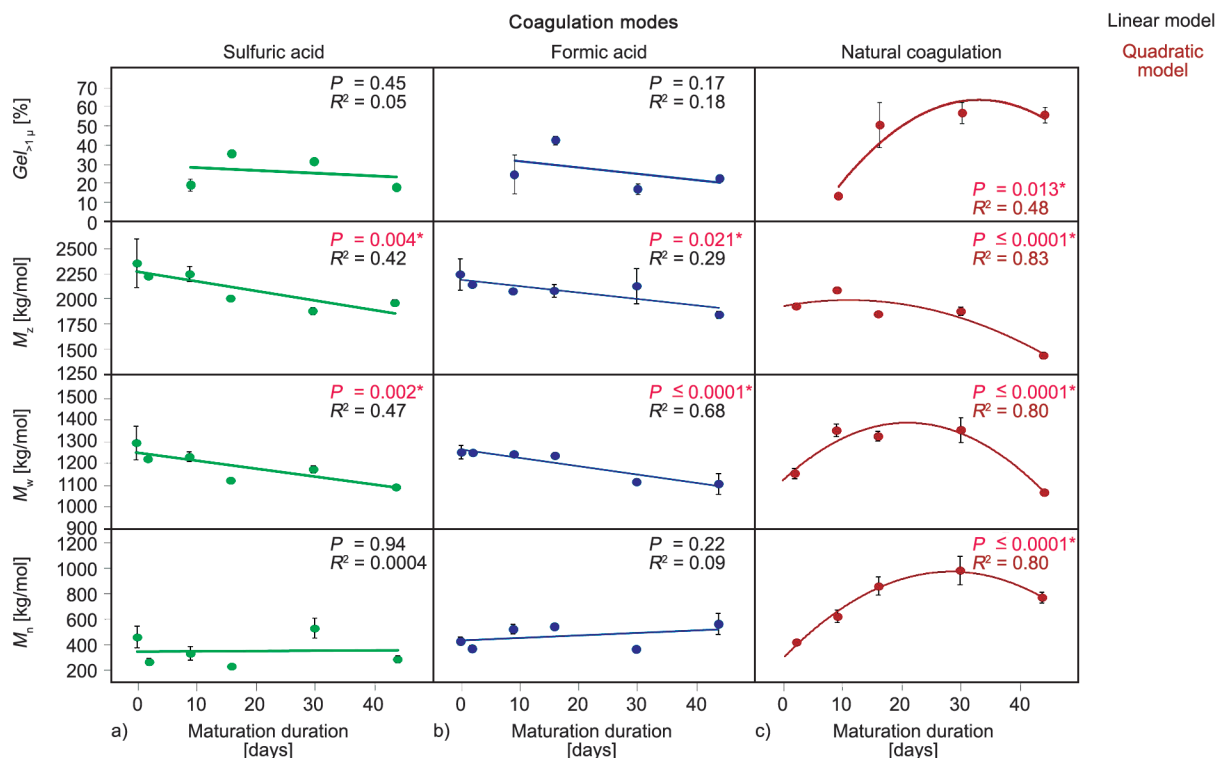 Coagulation modes
Linear model
Sulfuric acid
Formic acid
Natural coagulation
Quadratic model
Gel>1 μ [%]
70
60
50
40
30
20
10
0
P = 0.45
R² = 0.05
P = 0.17
R² = 0.18
P = 0.013*
R² = 0.48
Mz [kg/mol]
2500
2250
2000
1750
1500
1250
P = 0.004*
R² = 0.42
P = 0.021*
R² = 0.29
P ≤ 0.0001*
R² = 0.83
Mw [kg/mol]
1500
1400
1300
1200
1100
1000
900
P = 0.002*
R² = 0.47
P ≤ 0.0001*
R² = 0.68
P ≤ 0.0001*
R² = 0.80
Mn [kg/mol]
1200
1000
800
600
400
200
P = 0.94
R² = 0.0004
P = 0.22
R² = 0.09
P ≤ 0.0001*
R² = 0.80
0 10 20 30 40
0 10 20 30 40
0 10 20 30 40
a) Maturation duration
[days]
b) Maturation duration
[days]
c) Maturation duration
[days]